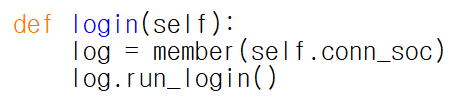 def login(self):
    log = member(self.conn_soc)
    log.run_login()